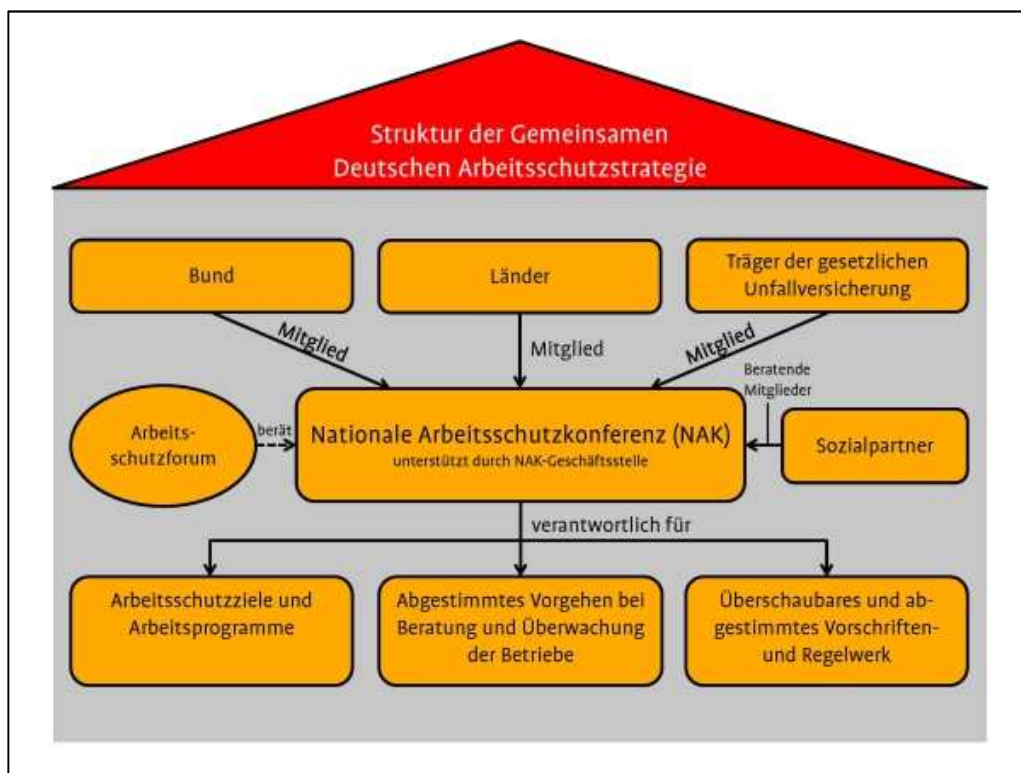 Struktur der Gemeinsamen
Deutschen Arbeitsschutzstrategie
Bund
Länder
Träger der gesetzlichen
Unfallversicherung
Mitglied
Mitglied
Mitglied
Beratende
Mitglieder
Arbeits-
schutzforum
berät
Nationale Arbeitsschutzkonferenz (NAK)
unterstützt durch NAK-Geschäftsstelle
Sozialpartner
verantwortlich für
Arbeitsschutzziele und
Arbeitsprogramme
Abgestimmtes Vorgehen bei
Beratung und Überwachung
der Betriebe
Überschaubares und ab-
gestimmtes Vorschriften-
und Regelwerk